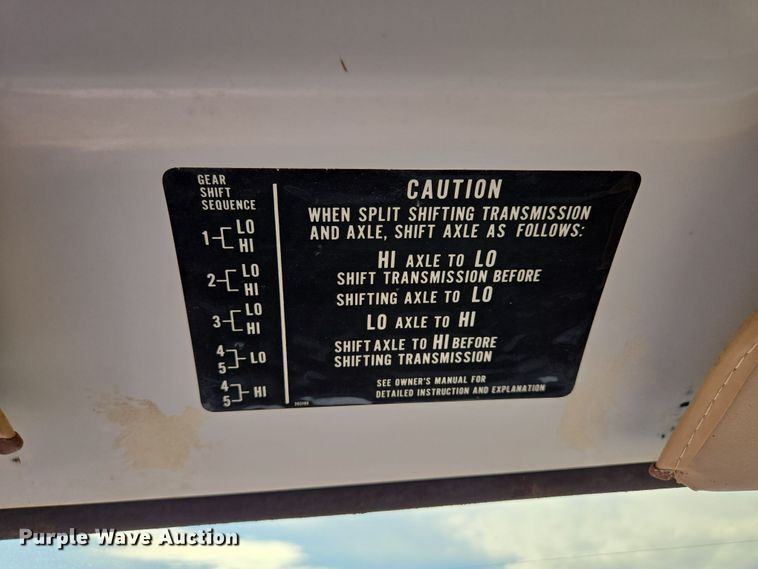 GEAR
SHIFT
SEQUENCE
1 LO
HI
2 LO
HI
3 LO
HI
4
5 LO
4
5 HI
CAUTION
WHEN SPLIT SHIFTING TRANSMISSION
AND AXLE, SHIFT AXLE AS FOLLOWS:
HI AXLE TO LO
SHIFT TRANSMISSION BEFORE
SHIFTING AXLE TO LO
LO AXLE TO HI
SHIFT AXLE TO HI BEFORE
SHIFTING TRANSMISSION
SEE OWNER'S MANUAL FOR
DETAILED INSTRUCTION AND EXPLANATION
Purple Wave Auction